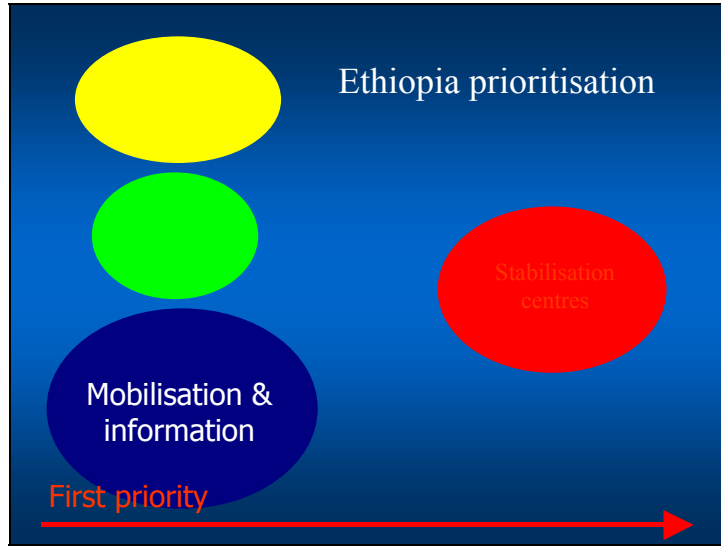 Ethiopia prioritisation
Stabilisation
centres
Mobilisation &
information
First priority